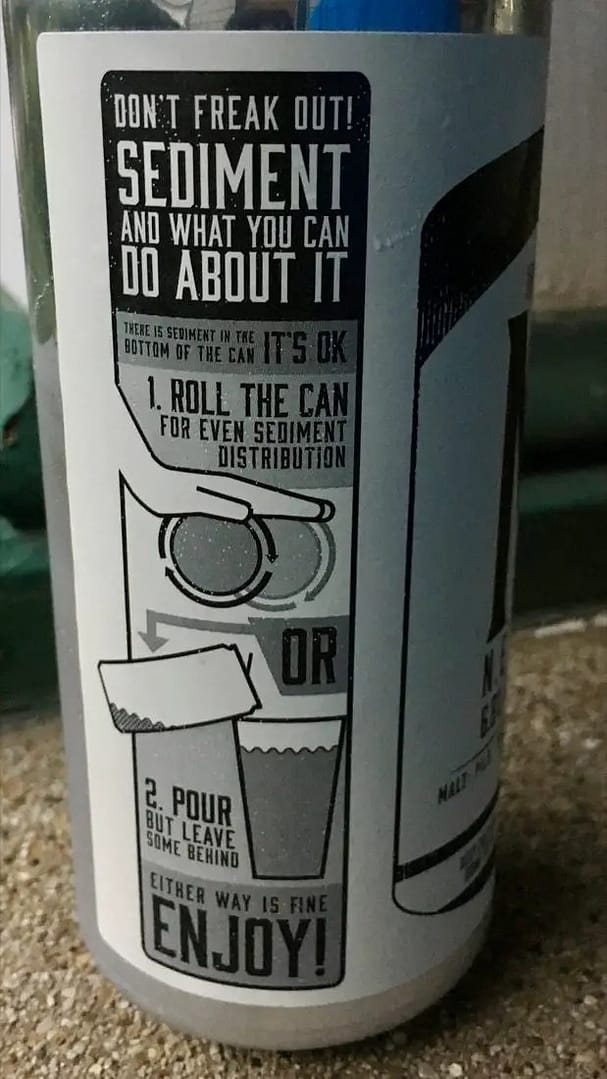 DON'T FREAK OUT!
SEDIMENT
AND WHAT YOU CAN
DO ABOUT IT
THERE IS SEDIMENT IN THE
BOTTOM OF THE CAN IT'S OK
1. ROLL THE CAN
FOR EVEN SEDIMENT
DISTRIBUTION
OR
2. POUR
BUT LEAVE
SOME BEHIND
EITHER WAY IS FINE
ENJOY!
MALT